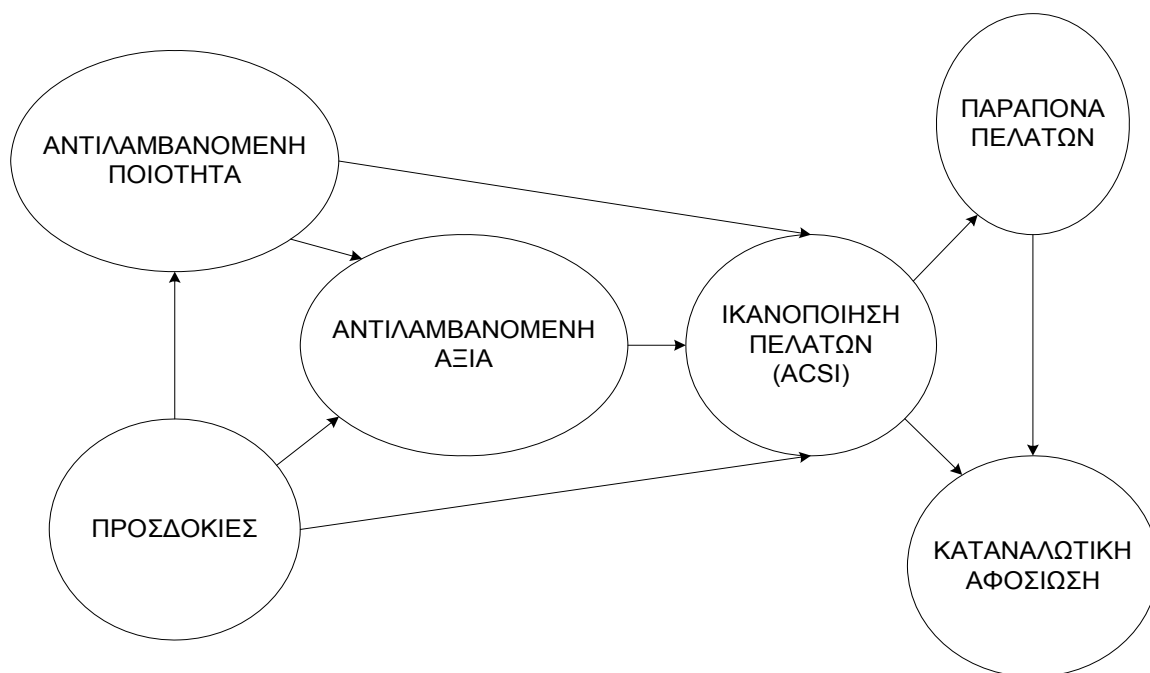 ΑΝΤΙΛΑΜΒΑΝΟΜΕΝΗ
ΠΟΙΟΤΗΤΑ
ΠΑΡΑΠΟΝΑ
ΠΕΛΑΤΩΝ
ΑΝΤΙΛΑΜΒΑΝΟΜΕΝΗ
ΑΞΙΑ
ΙΚΑΝΟΠΟΙΗΣΗ
ΠΕΛΑΤΩΝ
(ACSI)
ΠΡΟΣΔΟΚΙΕΣ
ΚΑΤΑΝΑΛΩΤΙΚΗ
ΑΦΟΣΙΩΣΗ